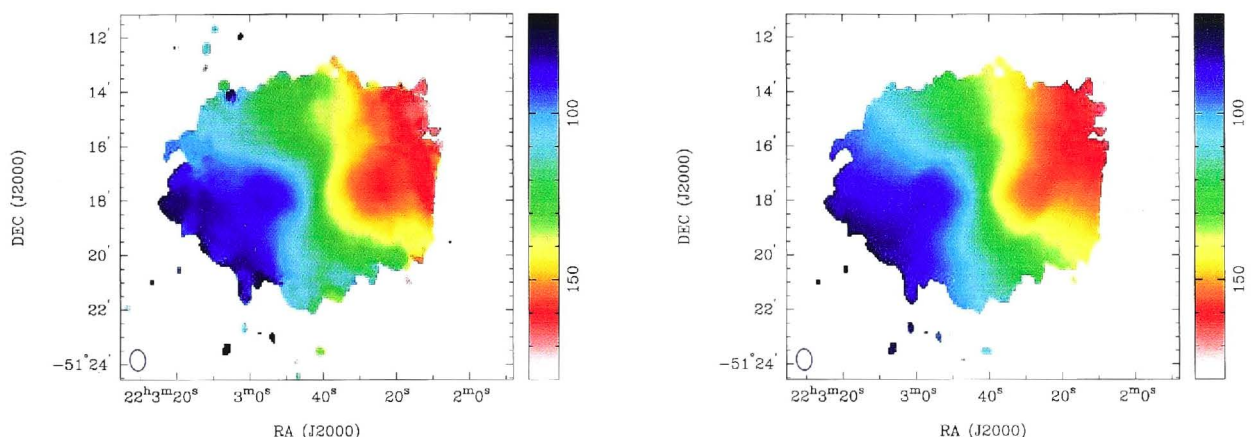 12′
14′
16′
18′
20′
22′
−51°24′
DEC (J2000)
22ʰ3ᵐ20ˢ
3ᵐ0ˢ
40ˢ
20ˢ
2ᵐ0ˢ
RA (J2000)
100
150
12′
14′
16′
18′
20′
22′
−51°24′
DEC (J2000)
22ʰ3ᵐ20ˢ
3ᵐ0ˢ
40ˢ
20ˢ
2ᵐ0ˢ
RA (J2000)
100
150